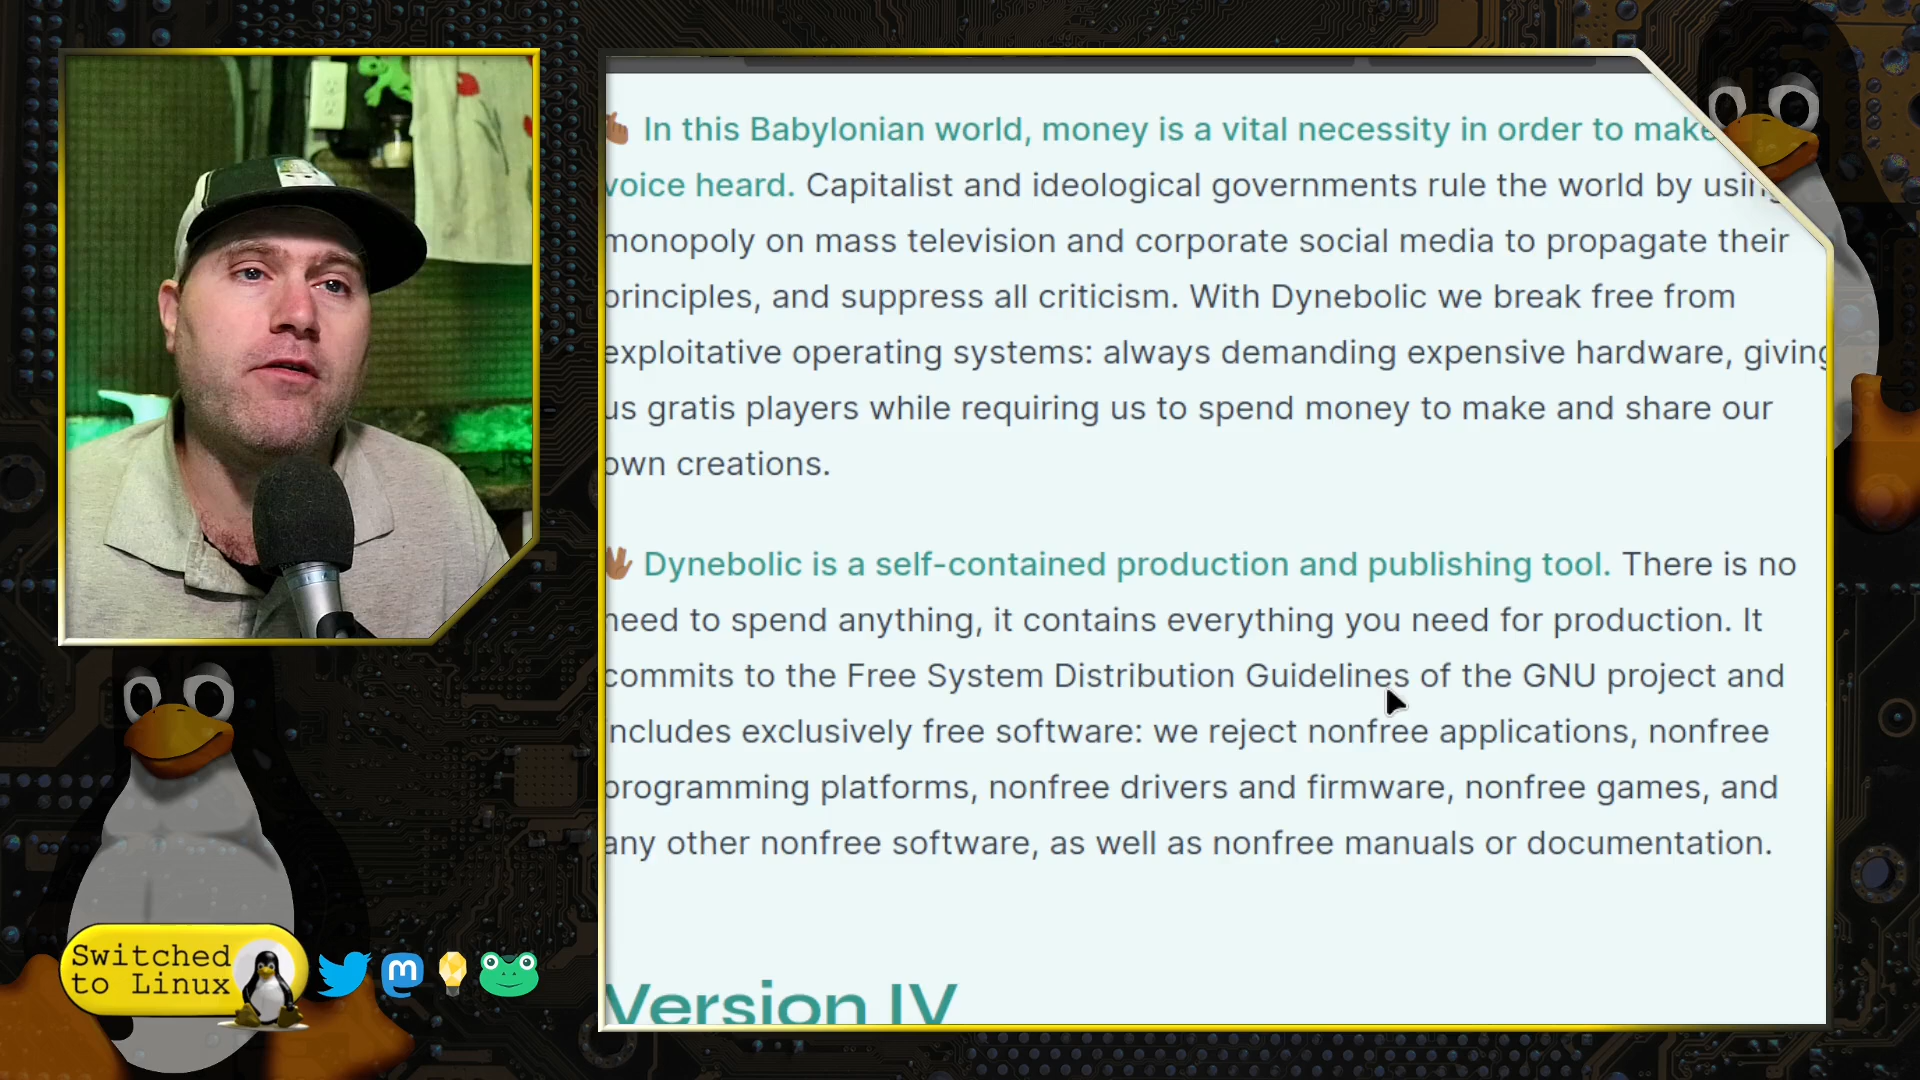 In this Babylonian world, money is a vital necessity in order to make
voice heard. Capitalist and ideological governments rule the world by using
monopoly on mass television and corporate social media to propagate their
principles, and suppress all criticism. With Dynebolic we break free from
exploitative operating systems: always demanding expensive hardware, giving
us gratis players while requiring us to spend money to make and share our
own creations.
Dynebolic is a self-contained production and publishing tool. There is no
need to spend anything, it contains everything you need for production. It
commits to the Free System Distribution Guidelines of the GNU project and
includes exclusively free software: we reject nonfree applications, nonfree
programming platforms, nonfree drivers and firmware, nonfree games, and
any other nonfree software, as well as nonfree manuals or documentation.
Version IV
Switched
to Linux
m